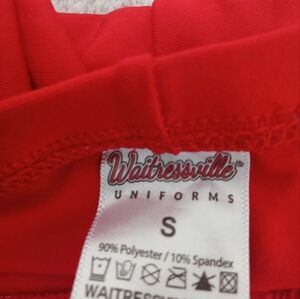 Waitressville®
UNIFORMS
S
90% Polyester / 10% Spandex